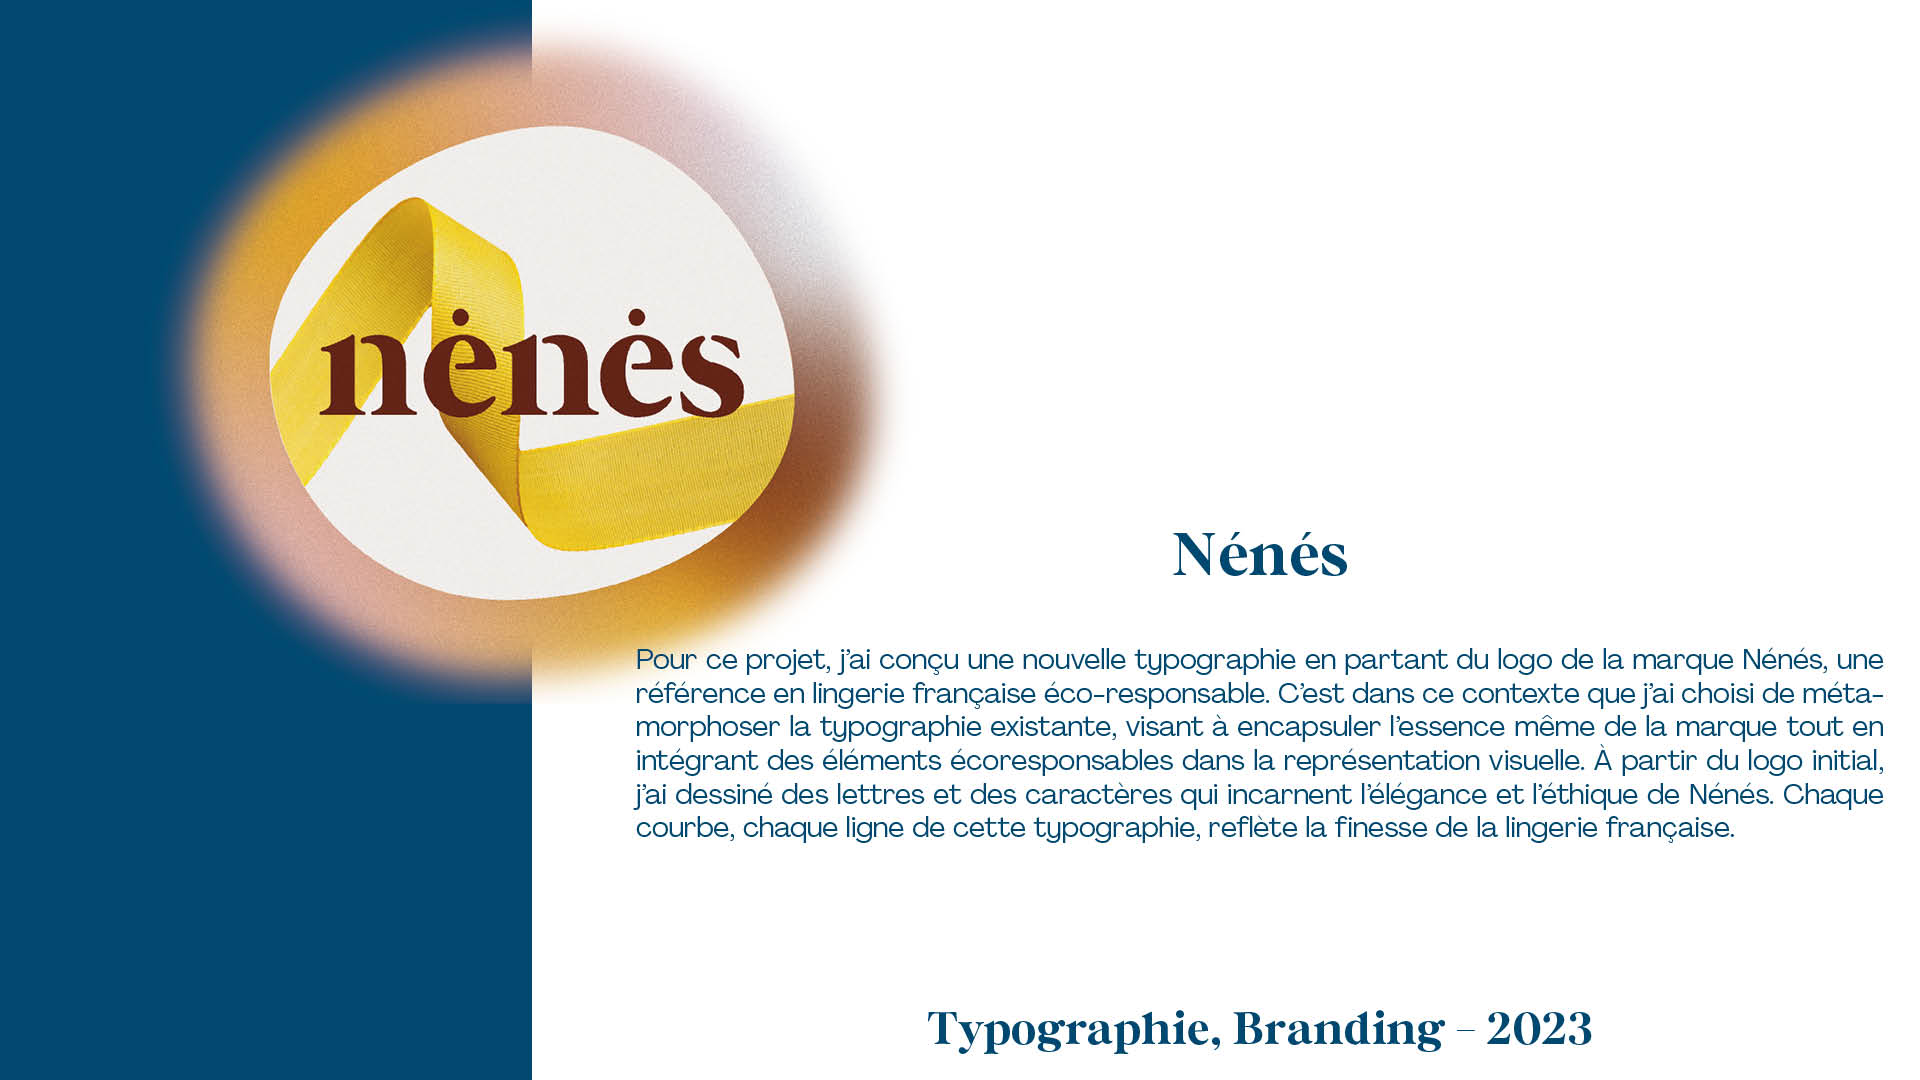 nėnės
Nénés
Pour ce projet, j’ai conçu une nouvelle typographie en partant du logo de la marque Nénés, une
référence en lingerie française éco-responsable. C’est dans ce contexte que j’ai choisi de méta-
morphoser la typographie existante, visant à encapsuler l’essence même de la marque tout en
intégrant des éléments écoresponsables dans la représentation visuelle. À partir du logo initial,
j’ai dessiné des lettres et des caractères qui incarnent l’élégance et l’éthique de Nénés. Chaque
courbe, chaque ligne de cette typographie, reflète la finesse de la lingerie française.
Typographie, Branding – 2023